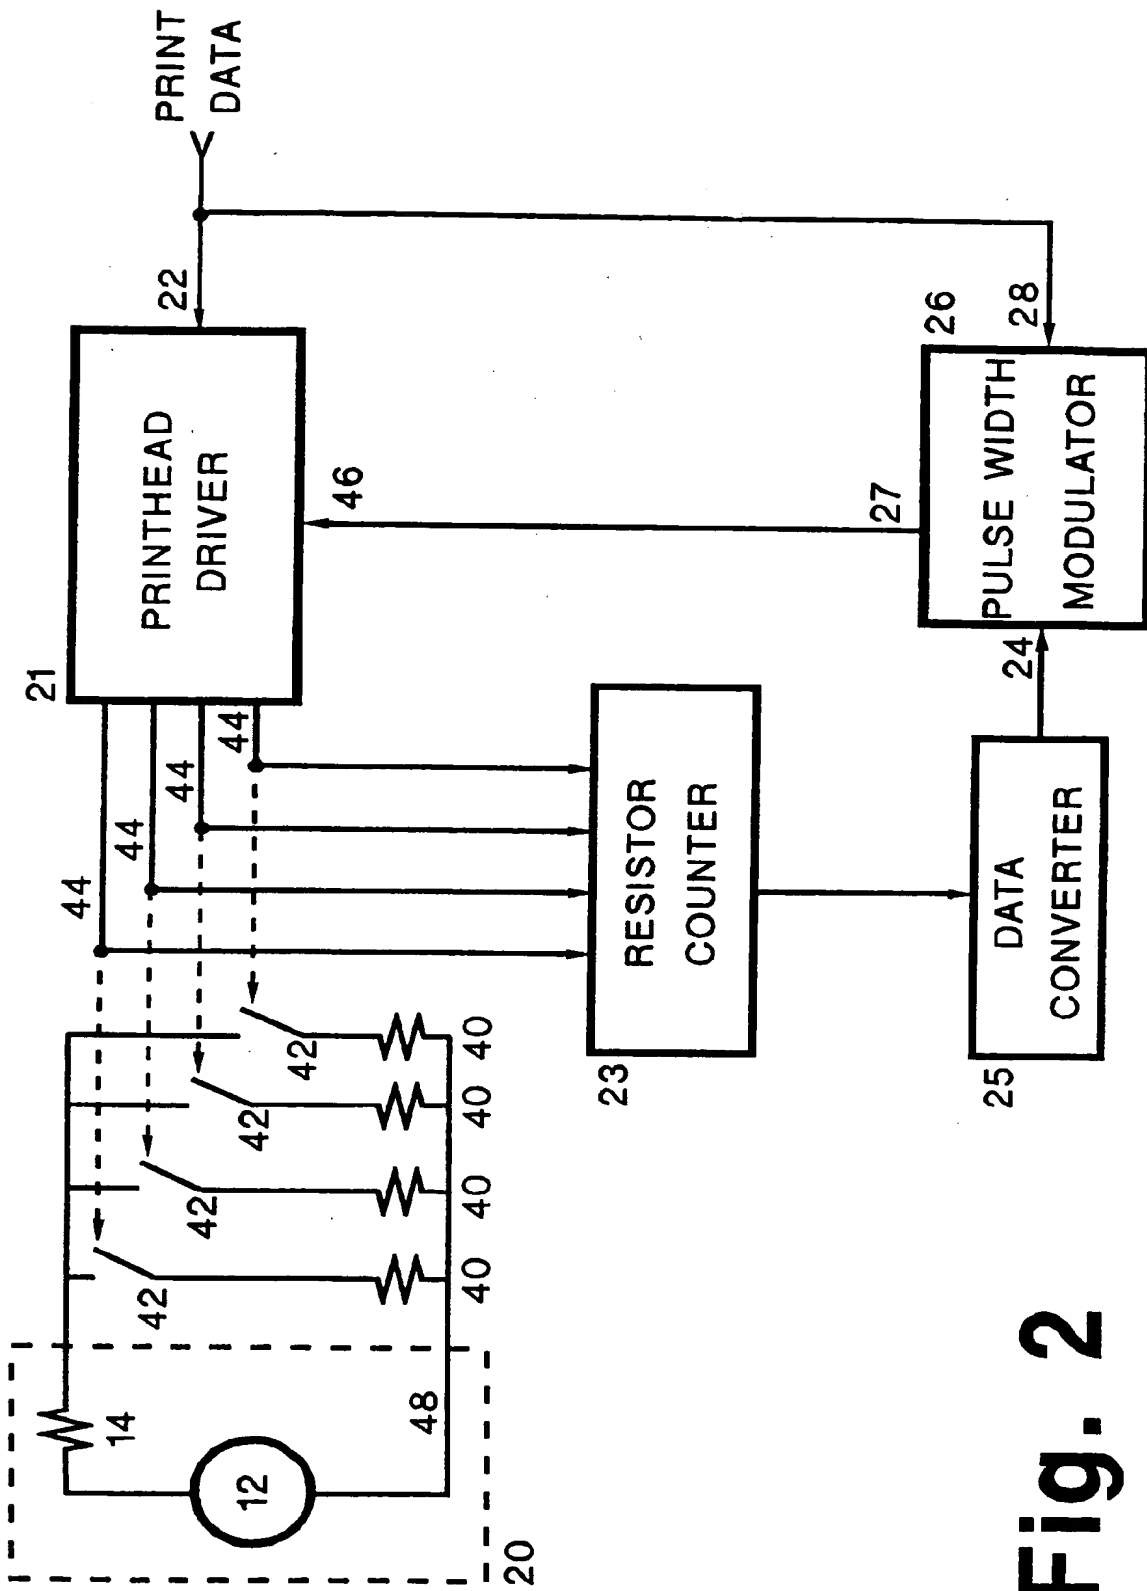 20
12
14
48
42
42
42
42
40
40
40
40
44
44
44
44
21
PRINTHEAD
DRIVER
22
PRINT
DATA
46
23
RESISTOR
COUNTER
25
DATA
CONVERTER
24
27
PULSE WIDTH
MODULATOR
26
28
Fig. 2